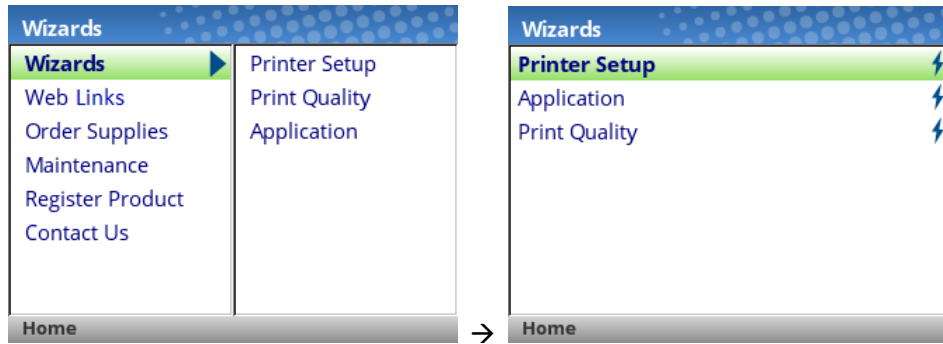 Wizards
Wizards
Web Links
Order Supplies
Maintenance
Register Product
Contact Us
Printer Setup
Print Quality
Application
Home
→
Wizards
Printer Setup
Application
Print Quality
Home